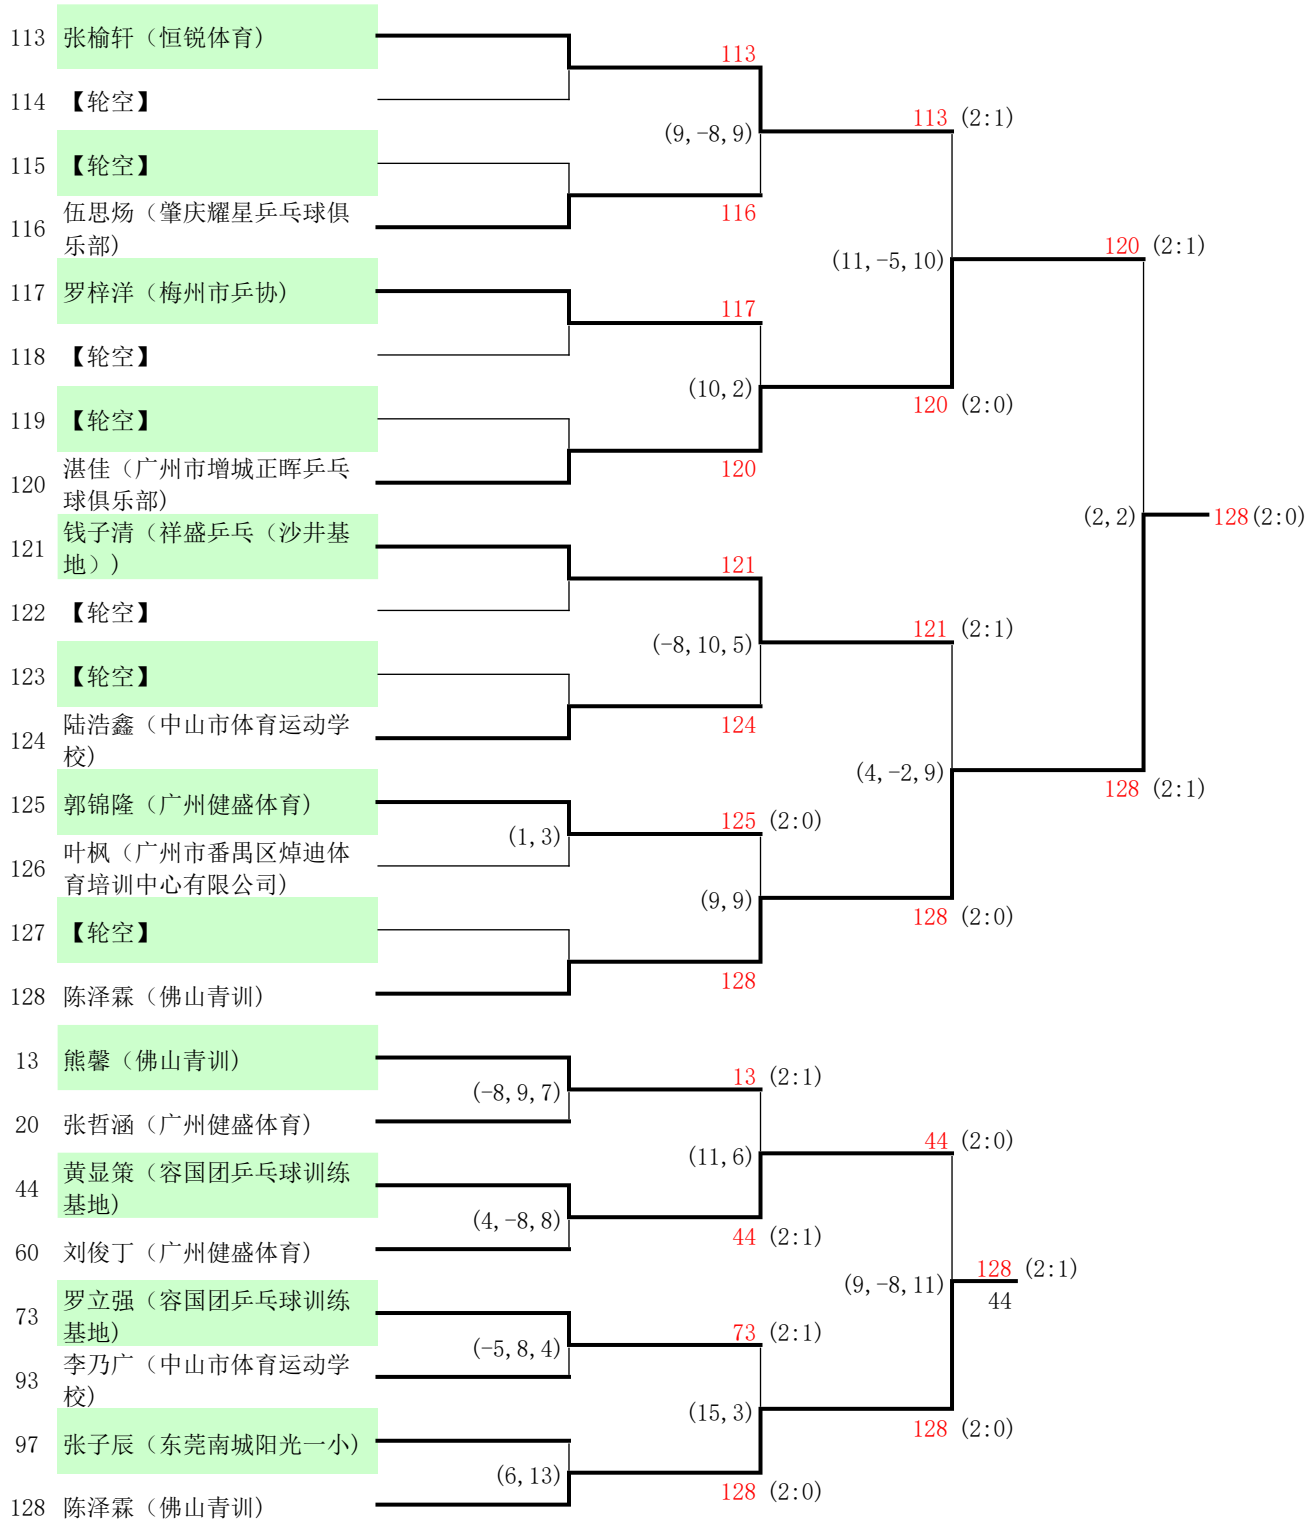 113 张榆轩（恒锐体育)
113
114 【轮空】
113 (2:1)
(9,-8,9)
115 【轮空】
116 伍思炀（肇庆耀星乒乓球俱
乐部)
116
120 (2:1)
(11,-5,10)
117 罗梓洋（梅州市乒协)
117
118 【轮空】
(10,2)
120 (2:0)
119 【轮空】
120 湛佳（广州市增城正晖乒乓
球俱乐部)
120
(2,2)
128(2:0)
121 钱子清（祥盛乒乓（沙井基
地）)
121
122 【轮空】
121 (2:1)
(-8,10,5)
123 【轮空】
124 陆浩鑫（中山市体育运动学
校)
124
(4,-2,9)
128 (2:1)
125 郭锦隆（广州健盛体育)
125 (2:0)
(1,3)
126 叶枫（广州市番禺区焯迪体
育培训中心有限公司)
(9,9)
128 (2:0)
127 【轮空】
128
128 陈泽霖（佛山青训)
13 熊馨（佛山青训)
13 (2:1)
(-8,9,7)
20 张哲涵（广州健盛体育)
44 (2:0)
(11,6)
44 黄显策（容国团乒乓球训练
基地)
(4,-8,8)
44 (2:1)
60 刘俊丁（广州健盛体育)
128 (2:1)
(9,-8,11)
44
73 罗立强（容国团乒乓球训练
基地)
73 (2:1)
(-5,8,4)
93 李乃广（中山市体育运动学
校)
(15,3)
128 (2:0)
97 张子辰（东莞南城阳光一小)
(6,13)
128 (2:0)
128 陈泽霖（佛山青训)